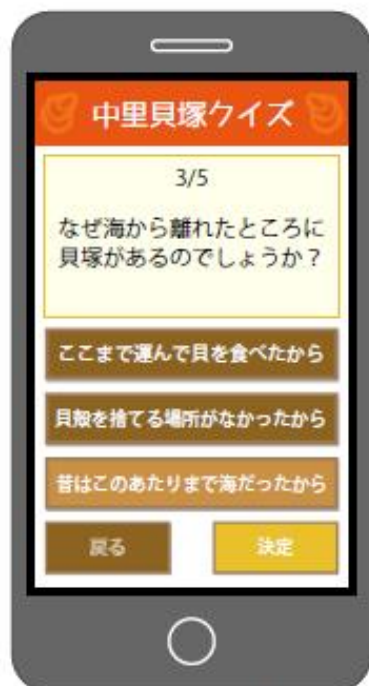 中里貝塚クイズ
3/5
なぜ海から離れたところに
貝塚があるのでしょうか？
ここまで運んで貝を食べたから
貝殻を捨てる場所がなかったから
昔はこのあたりまで海だったから
戻る
決定